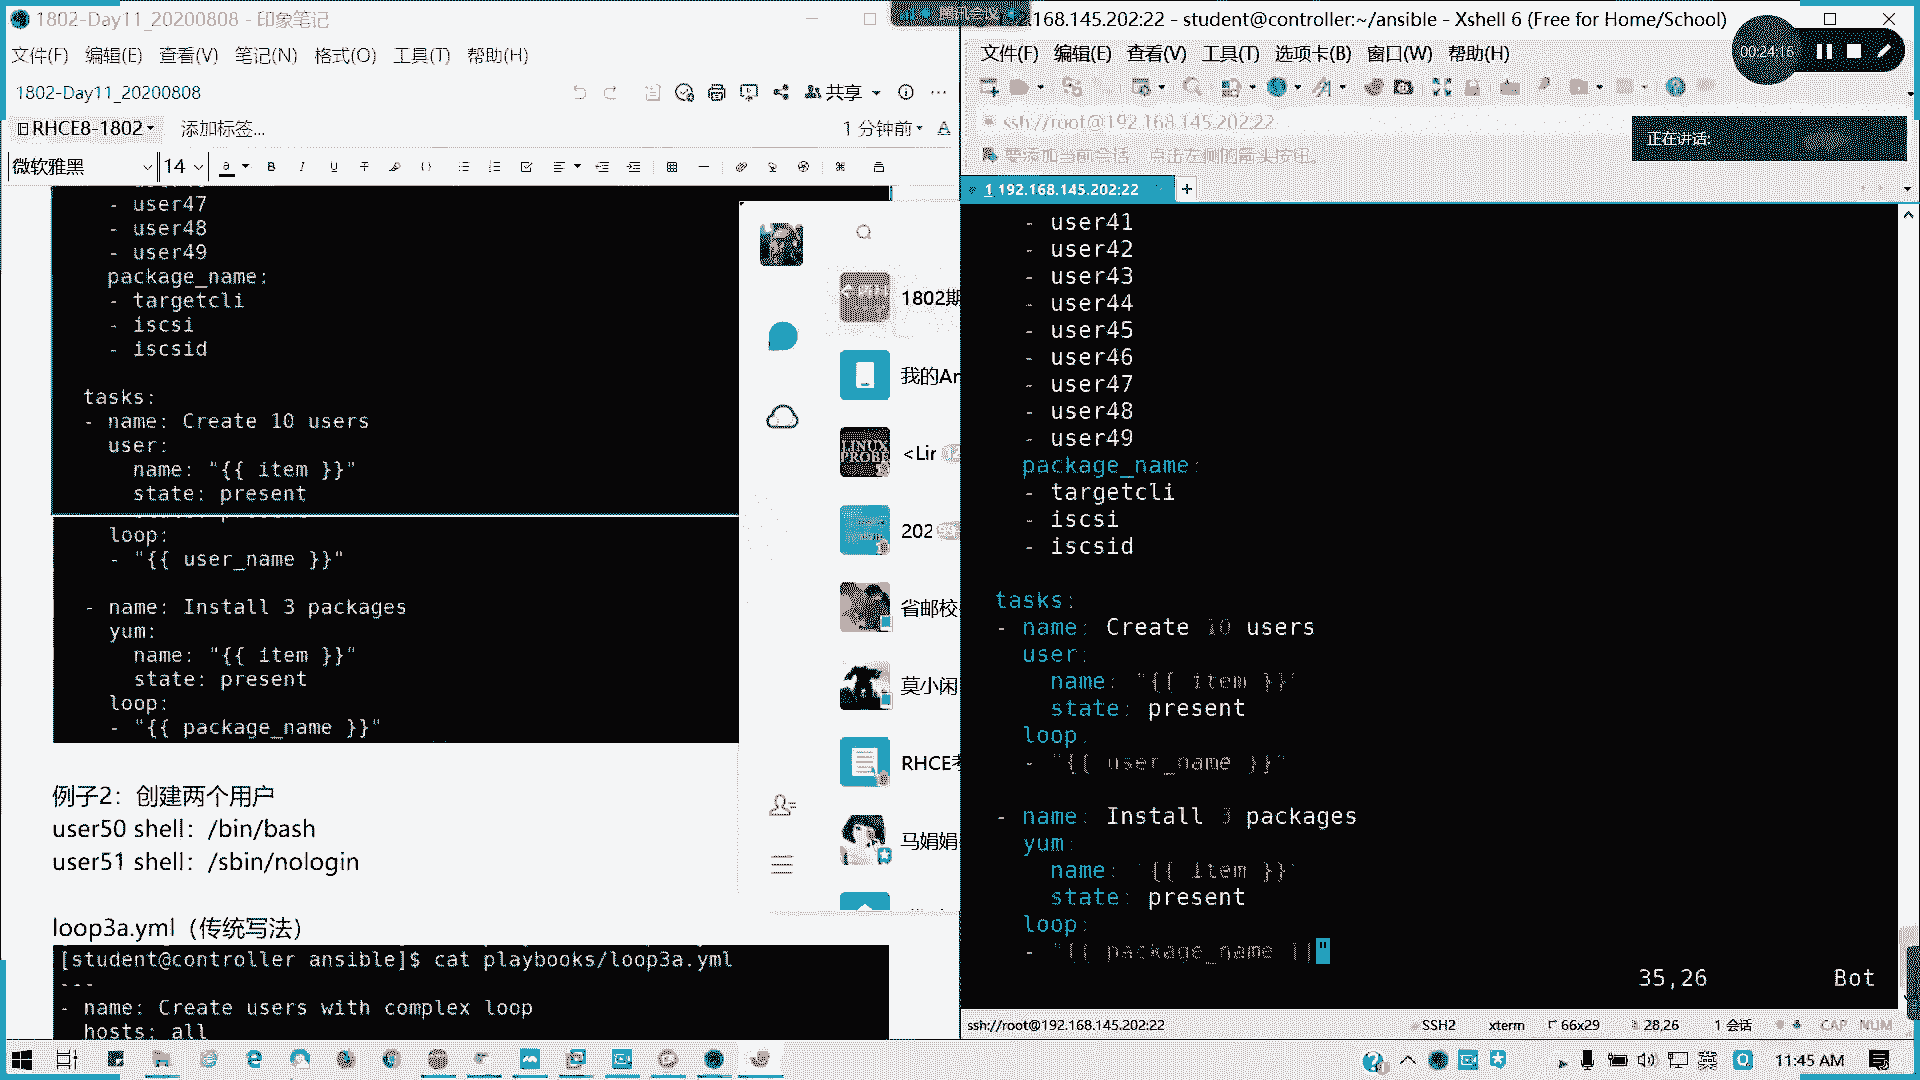 1802-Day11_20200808 - 印象笔记
文件(F) 编辑(E) 查看(V) 笔记(N) 格式(O) 工具(T) 帮助(H)
1802-Day11_20200808
共享
RHCE8-1802
添加标签...
1 分钟前
微软雅黑
14
- user47
- user48
- user49
package_name:
- targetcli
- iscsi
- iscsid
tasks:
- name: Create 10 users
user:
name: "{{ item }}"
state: present
loop:
- "{{ user_name }}"
- name: Install 3 packages
yum:
name: "{{ item }}"
state: present
loop:
- "{{ package_name }}"
例子2：创建两个用户
user50 shell：/bin/bash
user51 shell：/sbin/nologin
loop3a.yml（传统写法）
[student@controller ansible]$ cat playbooks/loop3a.yml
---
- name: Create users with complex loop
hosts: all
1802期
我的An
LINUX
PROBE
<Lin
202
省邮校
莫小闲
RHCE考
马娟娟
腾讯会议
.168.145.202:22 - student@controller:~/ansible - Xshell 6 (Free for Home/School)
文件(F) 编辑(E) 查看(V) 工具(T) 选项卡(B) 窗口(W) 帮助(H)
00:24:16
ssh://root@192.168.145.202:22
正在讲话:
要添加当前会话，点击左侧的箭头按钮。
1 192.168.145.202:22
- user41
- user42
- user43
- user44
- user45
- user46
- user47
- user48
- user49
package_name:
- targetcli
- iscsi
- iscsid
tasks:
- name: Create 10 users
user:
name: "{{ item }}"
state: present
loop:
- "{{ user_name }}"
- name: Install 3 packages
yum:
name: "{{ item }}"
state: present
loop:
- "{{ package_name }}"
35,26 Bot
ssh://root@192.168.145.202:22
SSH2 xterm 28,26 1 会话 CAP NUM
英
11:45 AM